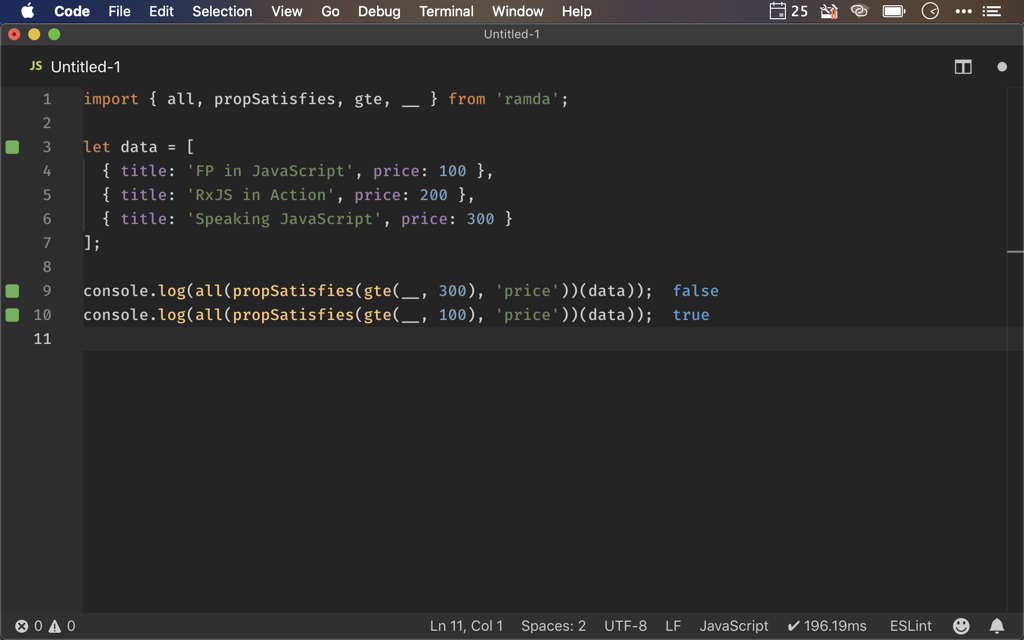 Code File Edit Selection View Go Debug Terminal Window Help 25
Untitled-1
JS Untitled-1
1 import { all, propSatisfies, gte, __ } from 'ramda';
2
3 let data = [
4 { title: 'FP in JavaScript', price: 100 },
5 { title: 'RxJS in Action', price: 200 },
6 { title: 'Speaking JavaScript', price: 300 }
7 ];
8
9 console.log(all(propSatisfies(gte(__, 300), 'price'))(data)); false
10 console.log(all(propSatisfies(gte(__, 100), 'price'))(data)); true
11
0 0 Ln 11, Col 1 Spaces: 2 UTF-8 LF JavaScript ✔ 196.19ms ESLint